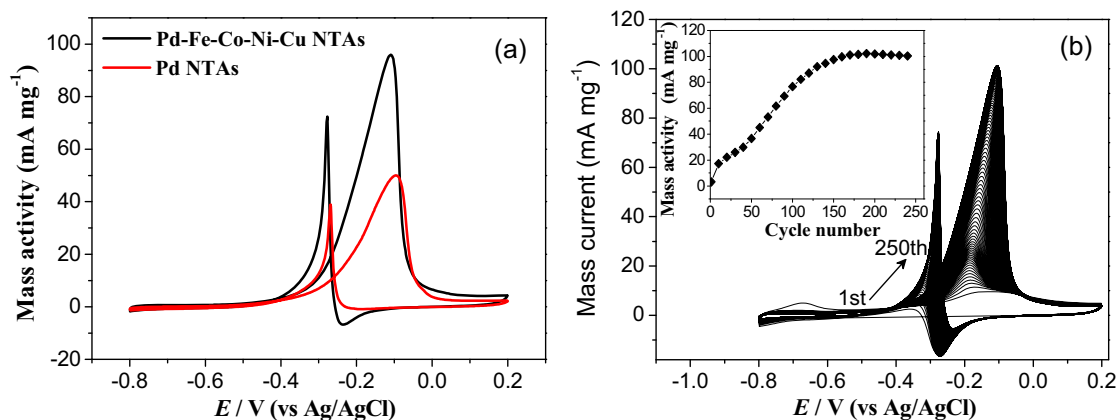 Pd-Fe-Co-Ni-Cu NTAs
Pd NTAs
(a)
Mass activity (mA mg-1)
100
80
60
40
20
0
-20
-0.8 -0.6 -0.4 -0.2 0.0 0.2
E / V (vs Ag/AgCl)
(b)
Mass current (mA mg-1)
120
100
80
60
40
20
0
-1.0 -0.8 -0.6 -0.4 -0.2 0.0 0.2
E / V (vs Ag/AgCl)
Mass activity (mA mg-1)
120
100
80
60
40
20
0
0 50 100 150 200 250
Cycle number
250th
1st